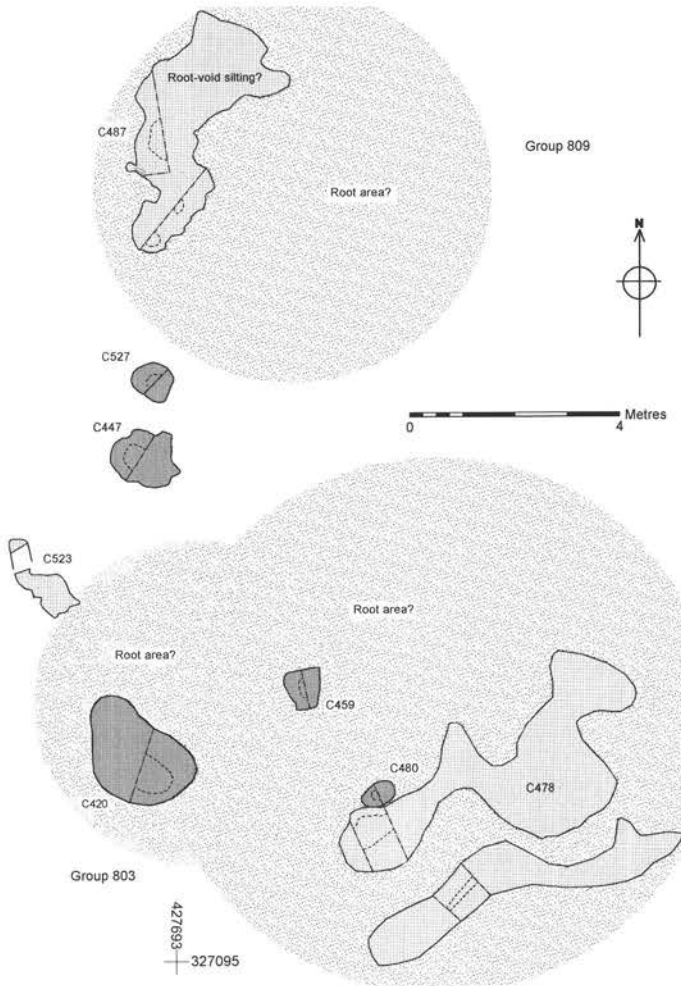 Root-void silting?
C487
Group 809
Root area?
N
C527
C447
Metres
0 4
C523
Root area?
Root area?
C459
C480
C478
C420
Group 803
427693
327095